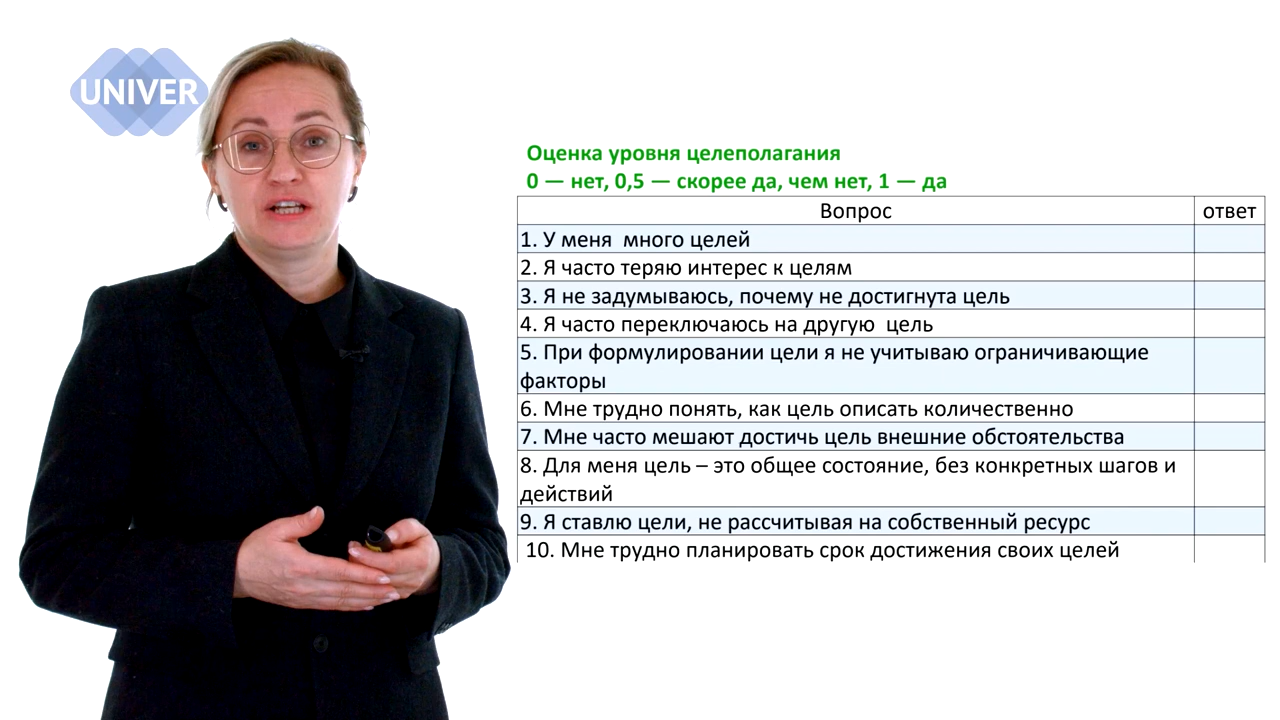 UNIVER
Оценка уровня целеполагания
0 — нет, 0,5 — скорее да, чем нет, 1 — да
Вопрос
ответ
1. У меня много целей
2. Я часто теряю интерес к целям
3. Я не задумываюсь, почему не достигнута цель
4. Я часто переключаюсь на другую цель
5. При формулировании цели я не учитываю ограничивающие
факторы
6. Мне трудно понять, как цель описать количественно
7. Мне часто мешают достичь цель внешние обстоятельства
8. Для меня цель – это общее состояние, без конкретных шагов и
действий
9. Я ставлю цели, не рассчитывая на собственный ресурс
10. Мне трудно планировать срок достижения своих целей